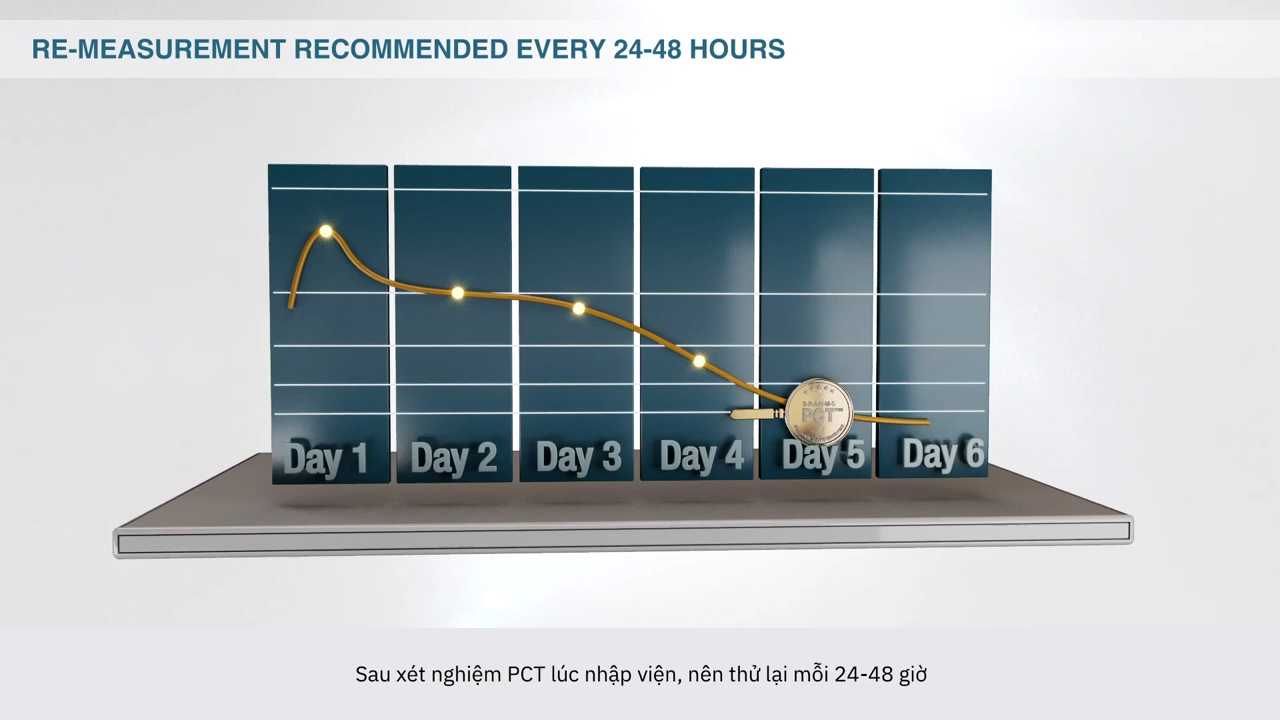 RE-MEASUREMENT RECOMMENDED EVERY 24-48 HOURS
PCT
Day 1 Day 2 Day 3 Day 4 Day 5 Day 6
Sau xét nghiệm PCT lúc nhập viện, nên thử lại mỗi 24-48 giờ